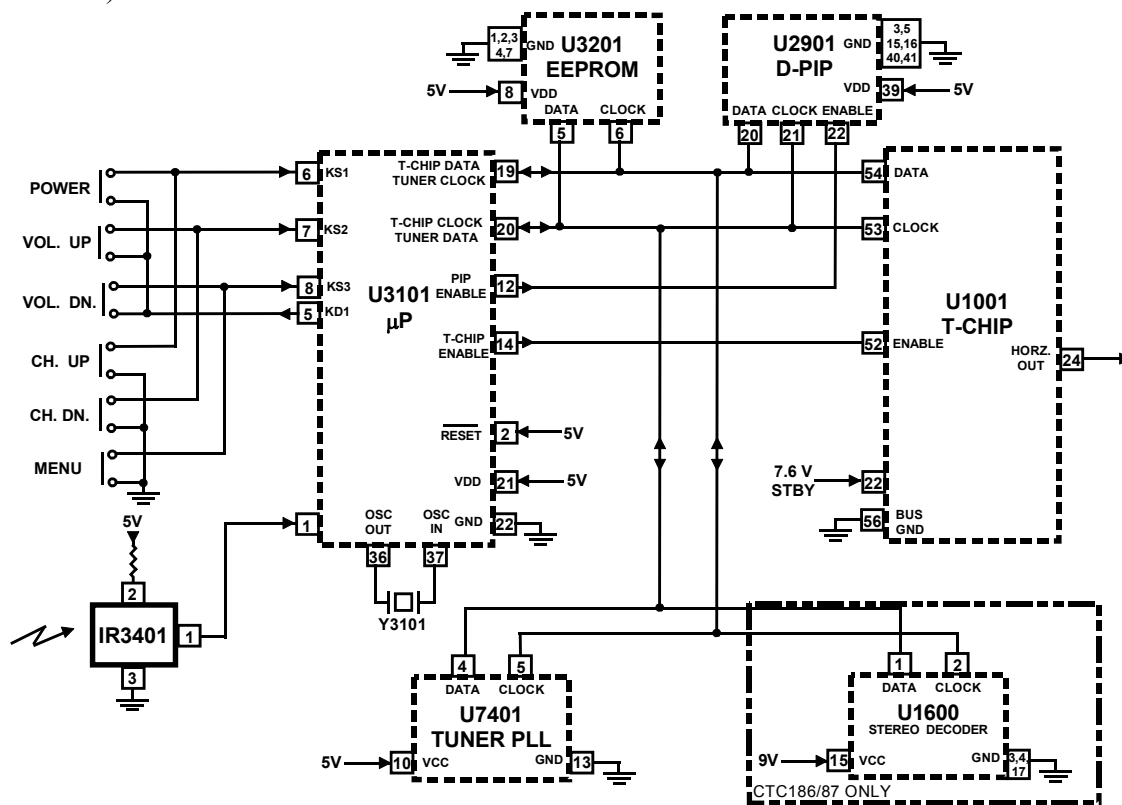 1,2,3
4,7
GND
U3201
EEPROM
5V
8
VDD
DATA
CLOCK
5
6
U2901
D-PIP
GND
3,5
15,16
40,41
VDD
39
5V
DATA
CLOCK
ENABLE
20
21
22
POWER
VOL. UP
VOL. DN.
CH. UP
CH. DN.
MENU
6
KS1
7
KS2
8
KS3
5
KD1
1
U3101
µP
T-CHIP DATA
TUNER CLOCK
19
T-CHIP CLOCK
TUNER DATA
20
PIP
ENABLE
12
T-CHIP
ENABLE
14
RESET
2
5V
VDD
21
5V
GND
22
OSC
OUT
OSC
IN
36
37
Y3101
54
DATA
53
CLOCK
U1001
T-CHIP
52
ENABLE
HORZ.
OUT
24
7.6 V
STBY
22
56
BUS
GND
5V
2
IR3401
1
3
4
5
DATA
CLOCK
U7401
TUNER PLL
5V
10
VCC
GND
13
1
2
DATA
CLOCK
U1600
STEREO DECODER
9V
15
VCC
GND
3,4,
17
CTC186/87 ONLY